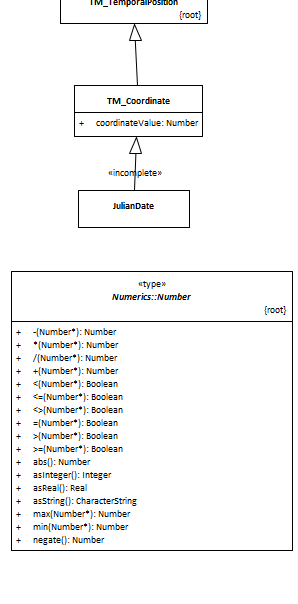 TM_TemporalPosition
{root}
TM_Coordinate
+ coordinateValue: Number
«incomplete»
JulianDate
«type»
Numerics::Number
{root}
+ -(Number*): Number
+ *(Number*): Number
+ /(Number*): Number
+ +(Number*): Number
+ <(Number*): Boolean
+ <=(Number*): Boolean
+ <>(Number*): Boolean
+ =(Number*): Boolean
+ >(Number*): Boolean
+ >=(Number*): Boolean
+ abs(): Number
+ asInteger(): Integer
+ asReal(): Real
+ asString(): CharacterString
+ max(Number*): Number
+ min(Number*): Number
+ negate(): Number